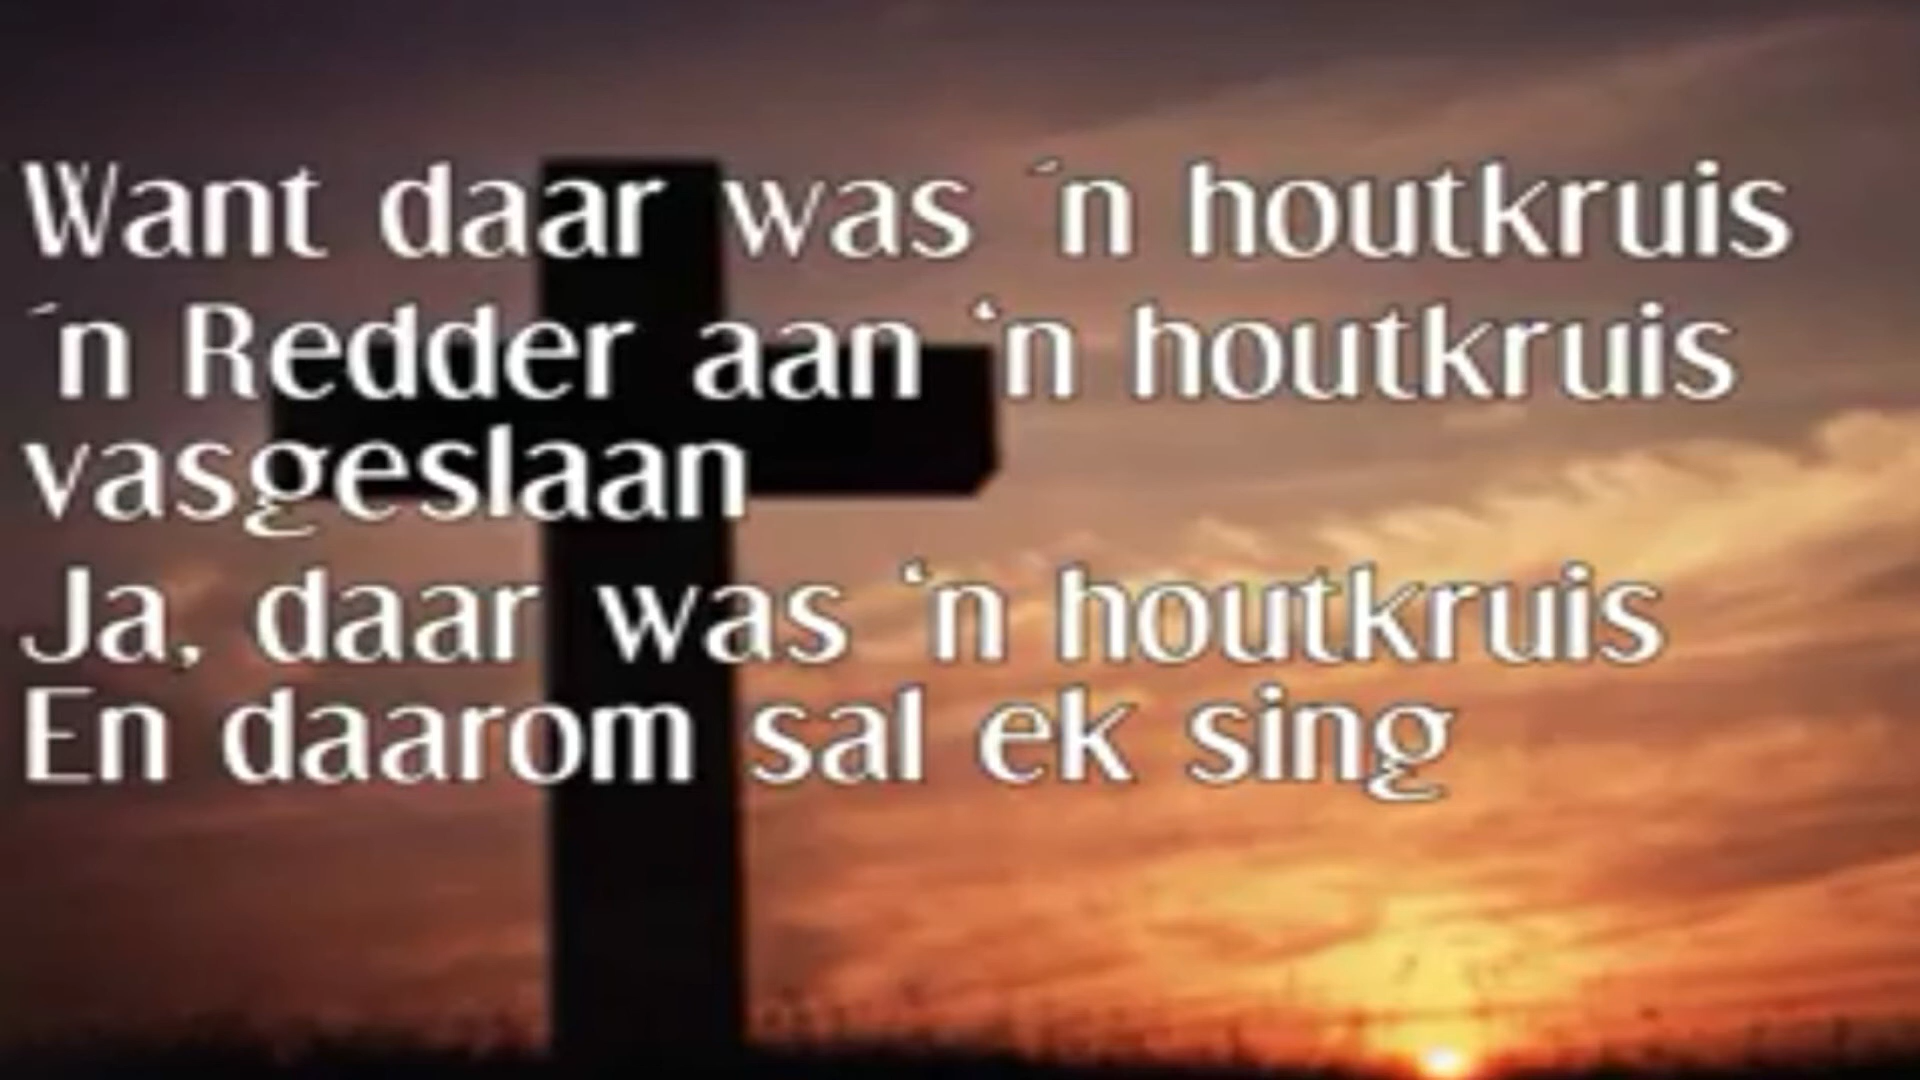 Want daar was ´n houtkruis
´n Redder aan ‘n houtkruis
vasgeslaan
Ja, daar was ‘n houtkruis
En daarom sal ek sing